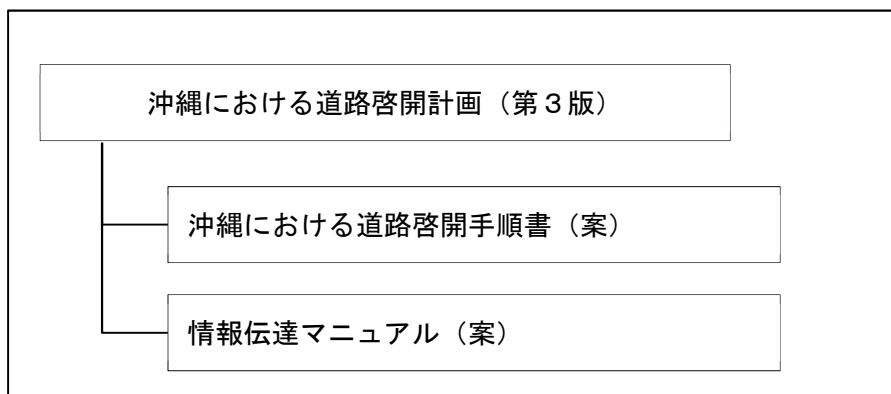 沖縄における道路啓開計画（第３版）
沖縄における道路啓開手順書（案）
情報伝達マニュアル（案）